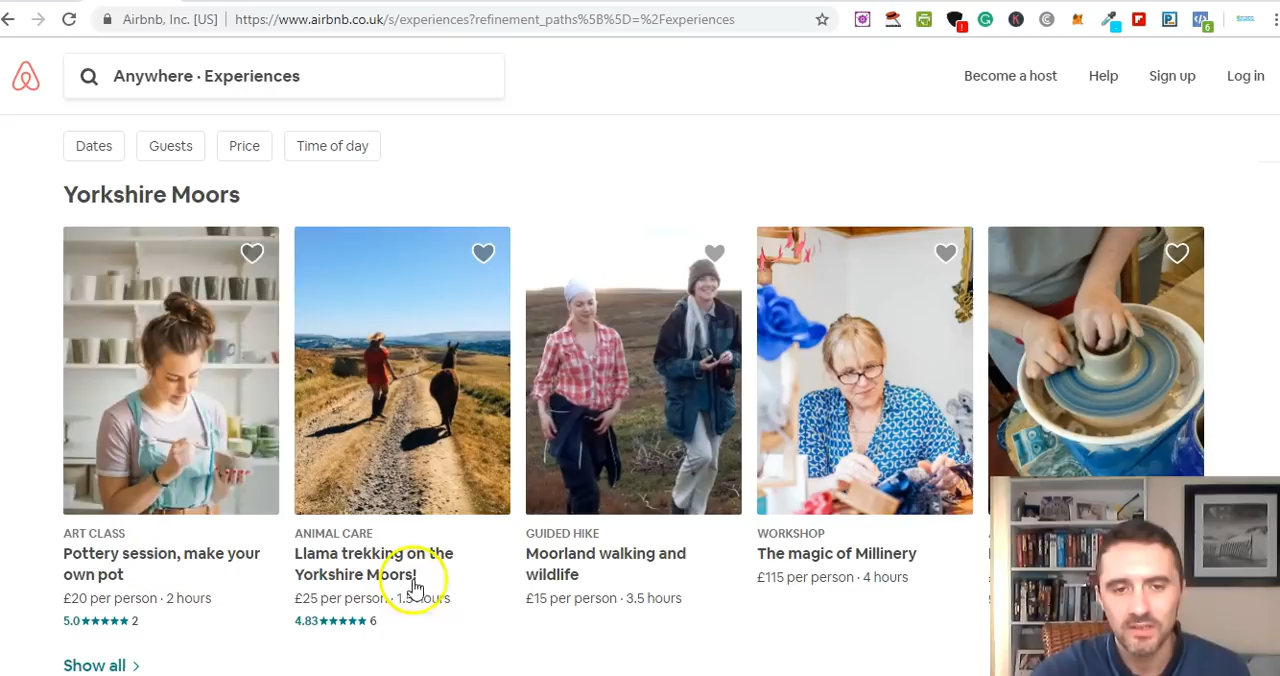 Airbnb, Inc. [US]
https://www.airbnb.co.uk/s/experiences?refinement_paths%5B%5D=%2Fexperiences
6
Anywhere · Experiences
Become a host
Help
Sign up
Log in
Dates
Guests
Price
Time of day
Yorkshire Moors
ART CLASS
Pottery session, make your
own pot
£20 per person · 2 hours
5.0★★★★★ 2
ANIMAL CARE
Llama trekking on the
Yorkshire Moors!
£25 per person · 1.5 hours
4.83★★★★★ 6
GUIDED HIKE
Moorland walking and
wildlife
£15 per person · 3.5 hours
WORKSHOP
The magic of Millinery
£115 per person · 4 hours
Show all >